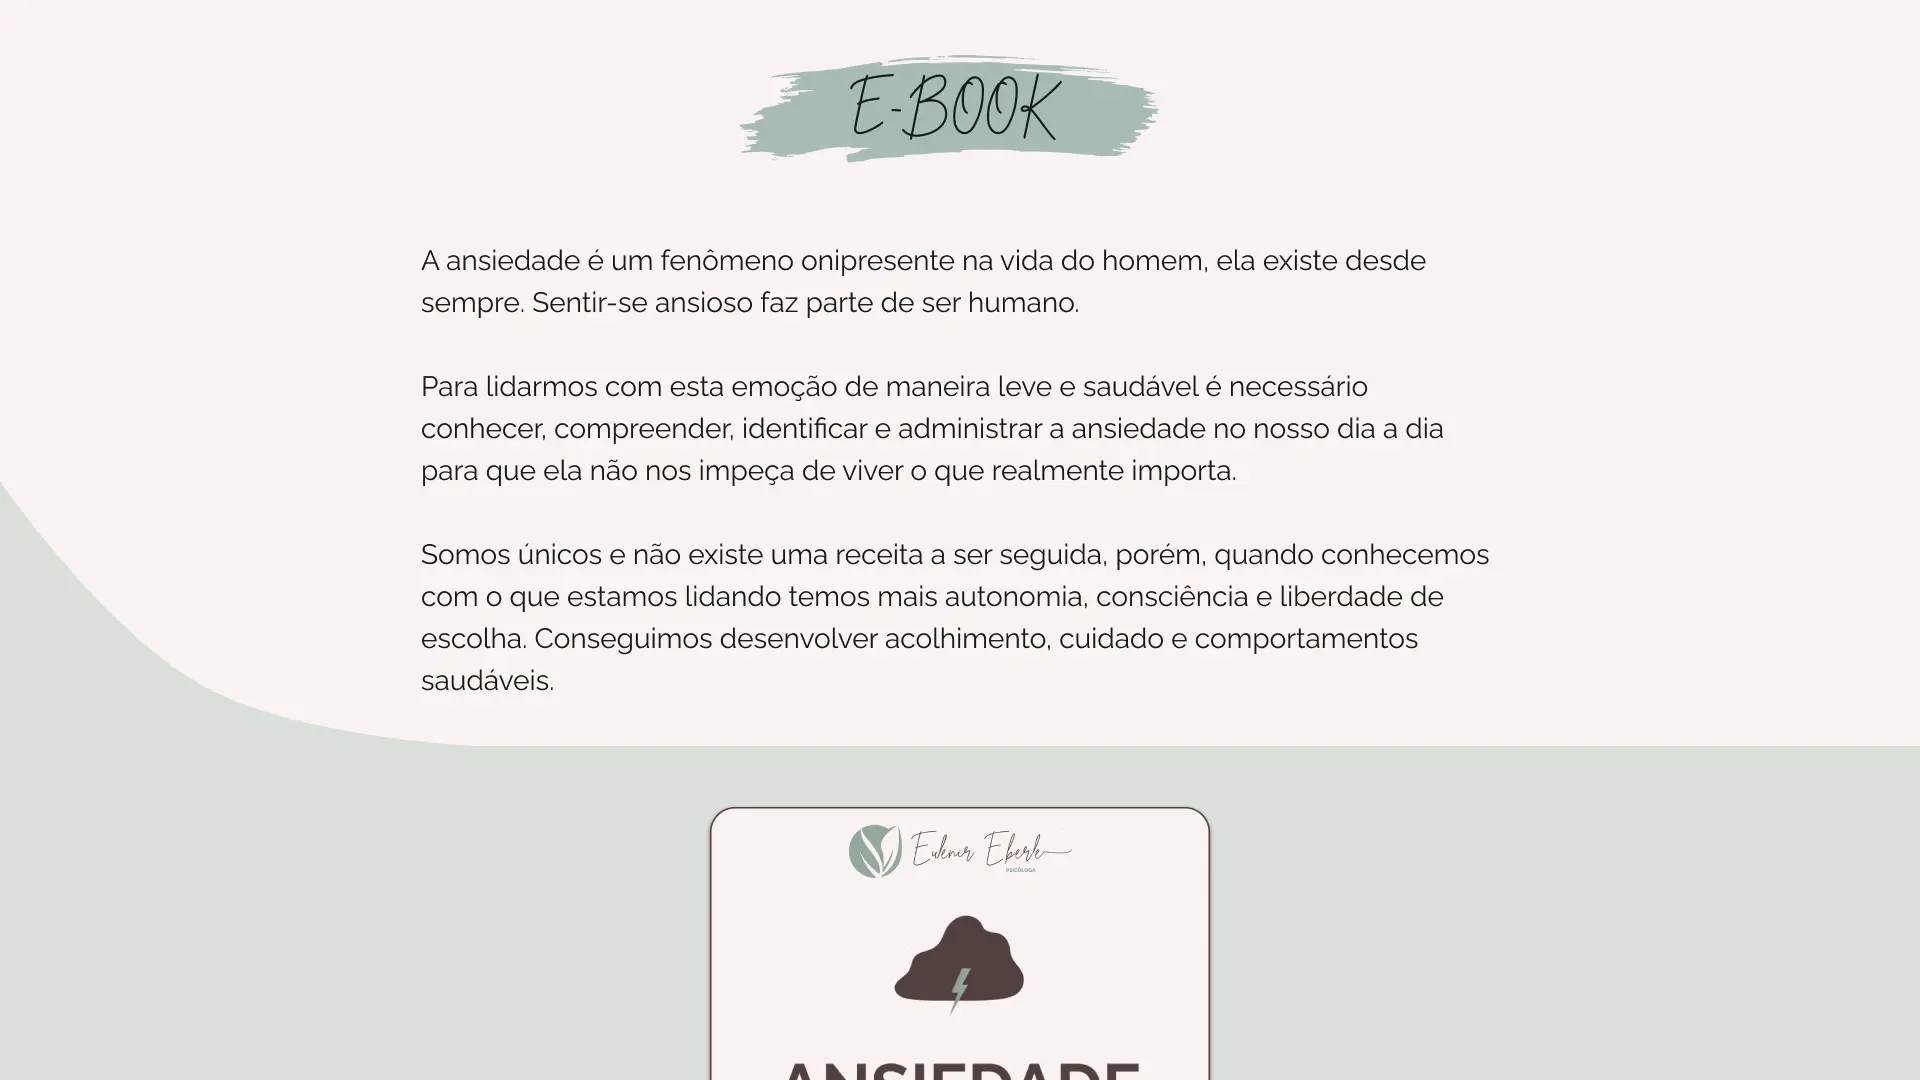 E-BOOK
A ansiedade é um fenômeno onipresente na vida do homem, ela existe desde
sempre. Sentir-se ansioso faz parte de ser humano.
Para lidarmos com esta emoção de maneira leve e saudável é necessário
conhecer, compreender, identificar e administrar a ansiedade no nosso dia a dia
para que ela não nos impeça de viver o que realmente importa.
Somos únicos e não existe uma receita a ser seguida, porém, quando conhecemos
com o que estamos lidando temos mais autonomia, consciência e liberdade de
escolha. Conseguimos desenvolver acolhimento, cuidado e comportamentos
saudáveis.
Eulenir Eberle
PSICÓLOGA
ANSIEDADE